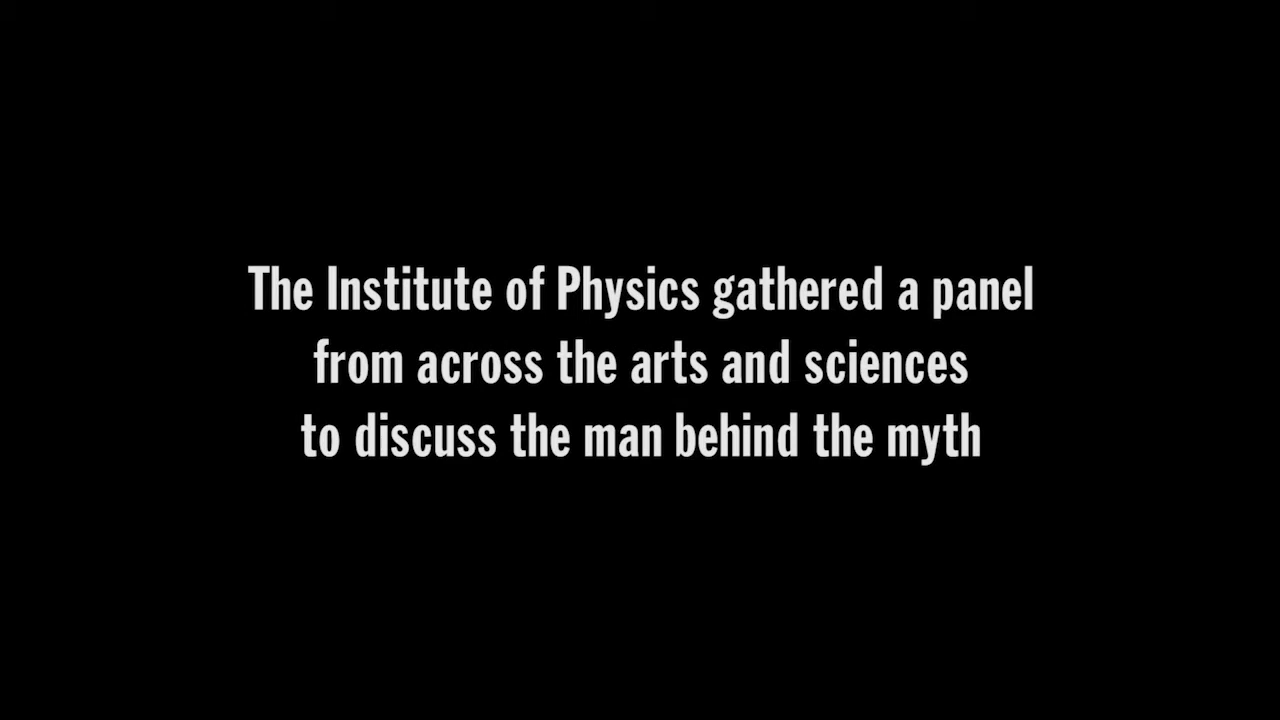 The Institute of Physics gathered a panel
from across the arts and sciences
to discuss the man behind the myth